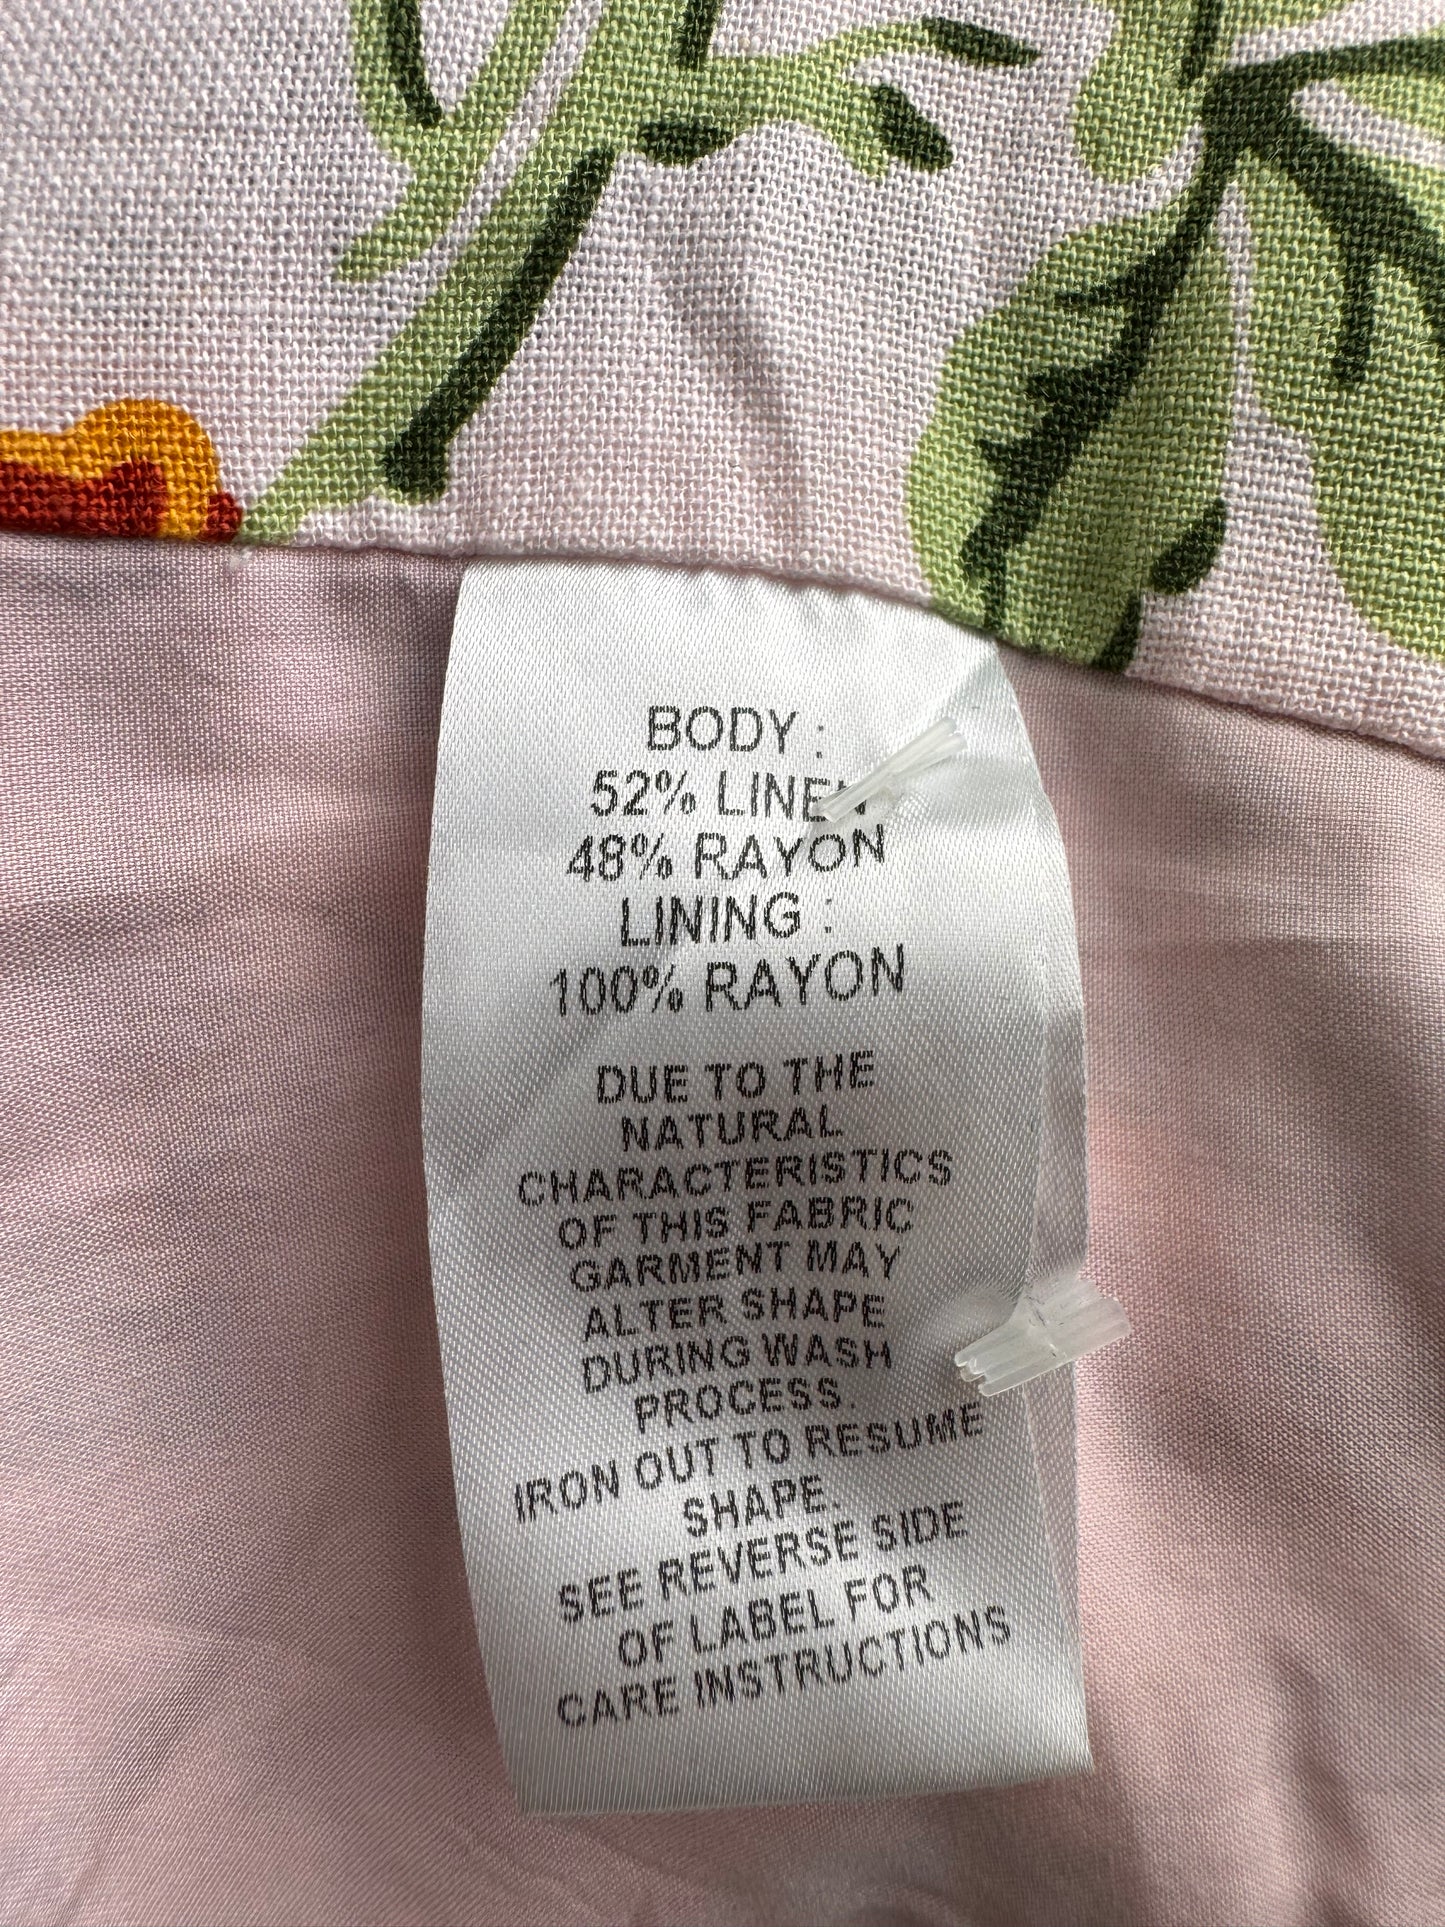 BODY :
52% LINEN
48% RAYON
LINING :
100% RAYON
DUE TO THE
NATURAL
CHARACTERISTICS
OF THIS FABRIC
GARMENT MAY
ALTER SHAPE
DURING WASH
PROCESS.
IRON OUT TO RESUME
SHAPE.
SEE REVERSE SIDE
OF LABEL FOR
CARE INSTRUCTIONS